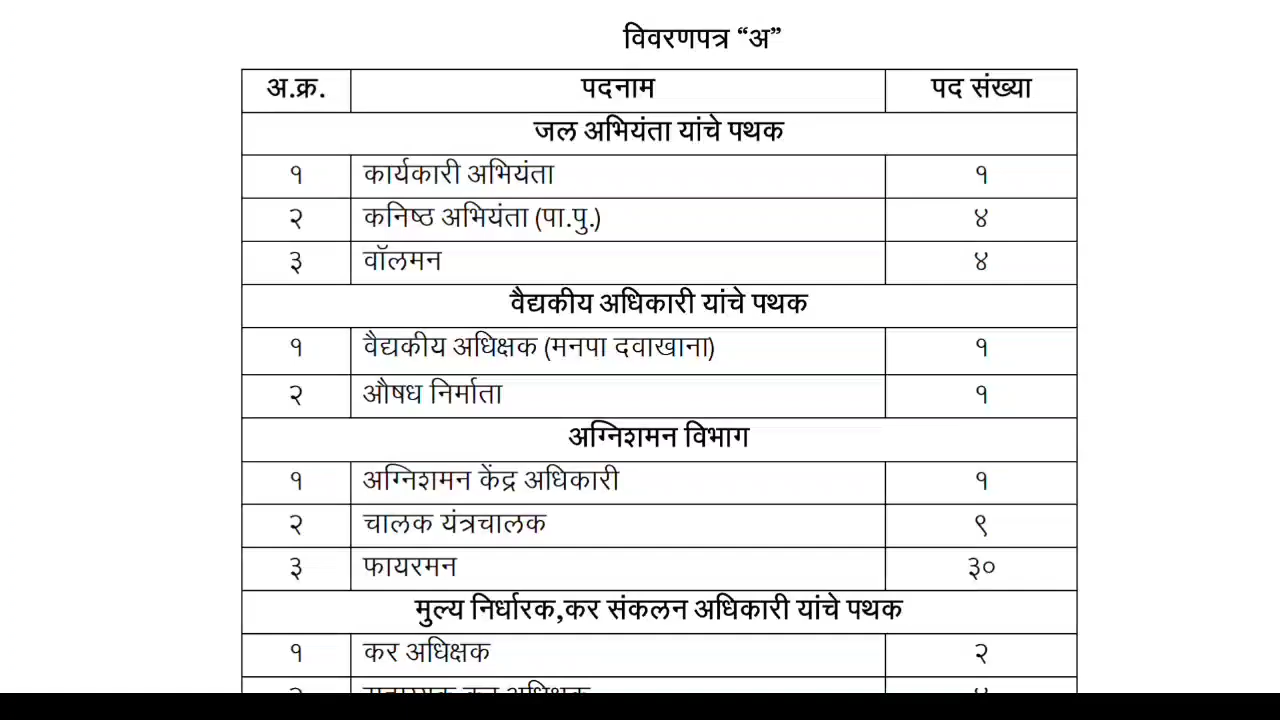 विवरणपत्र “अ”
अ.क्र. पदनाम पद संख्या
जल अभियंता यांचे पथक
१ कार्यकारी अभियंता १
२ कनिष्ठ अभियंता (पा.पु.) ४
३ वॉलमन ४
वैद्यकीय अधिकारी यांचे पथक
१ वैद्यकीय अधिक्षक (मनपा दवाखाना) १
२ औषध निर्माता १
अग्निशमन विभाग
१ अग्निशमन केंद्र अधिकारी १
२ चालक यंत्रचालक ९
३ फायरमन ३०
मुल्य निर्धारक,कर संकलन अधिकारी यांचे पथक
१ कर अधिक्षक २